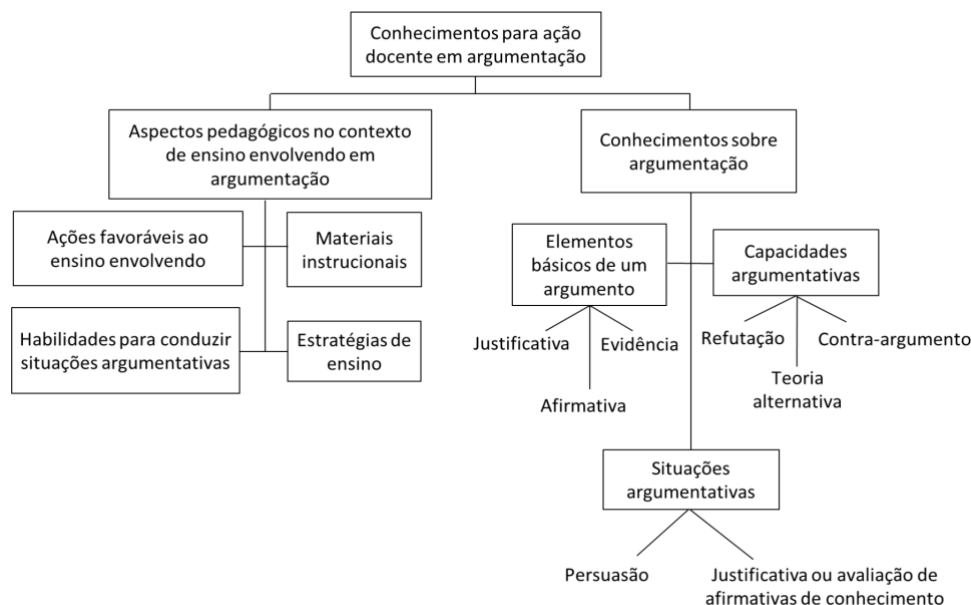 Conhecimentos para ação
docente em argumentação
Aspectos pedagógicos no contexto
de ensino envolvendo em
argumentação
Conhecimentos sobre
argumentação
Ações favoráveis ao
ensino envolvendo
Materiais
instrucionais
Habilidades para conduzir
situações argumentativas
Estratégias de
ensino
Elementos
básicos de um
argumento
Capacidades
argumentativas
Justificativa
Evidência
Afirmativa
Refutação
Contra-argumento
Teoria
alternativa
Situações
argumentativas
Persuasão
Justificativa ou avaliação de
afirmativas de conhecimento